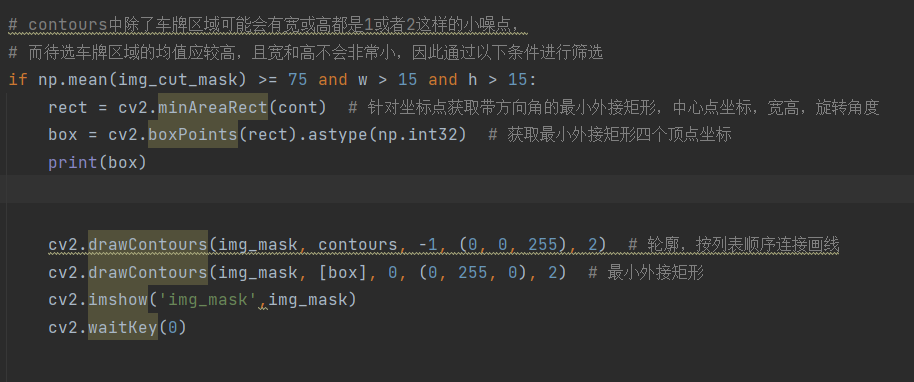 # contours中除了车牌区域可能会有宽或高都是1或者2这样的小噪点，
# 而待选车牌区域的均值应较高，且宽和高不会非常小，因此通过以下条件进行筛选
if np.mean(img_cut_mask) >= 75 and w > 15 and h > 15:
    rect = cv2.minAreaRect(cont)  # 针对坐标点获取带方向角的最小外接矩形，中心点坐标，宽高，旋转角度
    box = cv2.boxPoints(rect).astype(np.int32)  # 获取最小外接矩形四个顶点坐标
    print(box)
    cv2.drawContours(img_mask, contours, -1, (0, 0, 255), 2)  # 轮廓，按列表顺序连接画线
    cv2.drawContours(img_mask, [box], 0, (0, 255, 0), 2)  # 最小外接矩形
    cv2.imshow('img_mask',img_mask)
    cv2.waitKey(0)